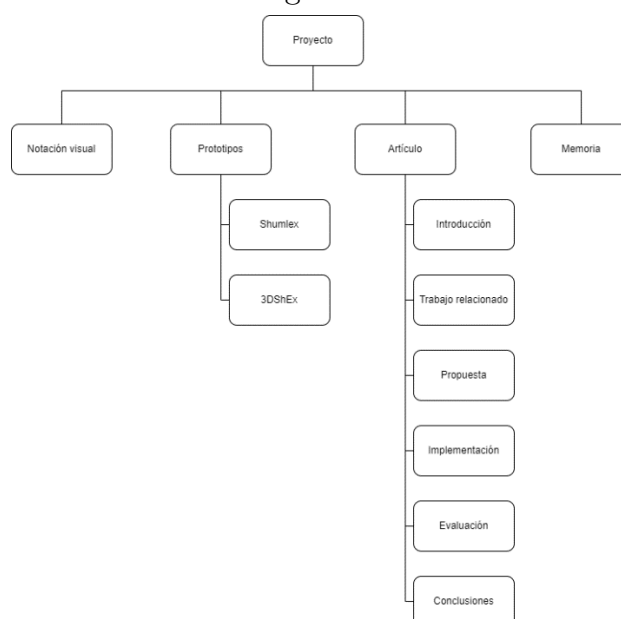 Proyecto
Notación visual
Prototipos
Artículo
Memoria
Shumlex
Introducción
3DShEx
Trabajo relacionado
Propuesta
Implementación
Evaluación
Conclusiones